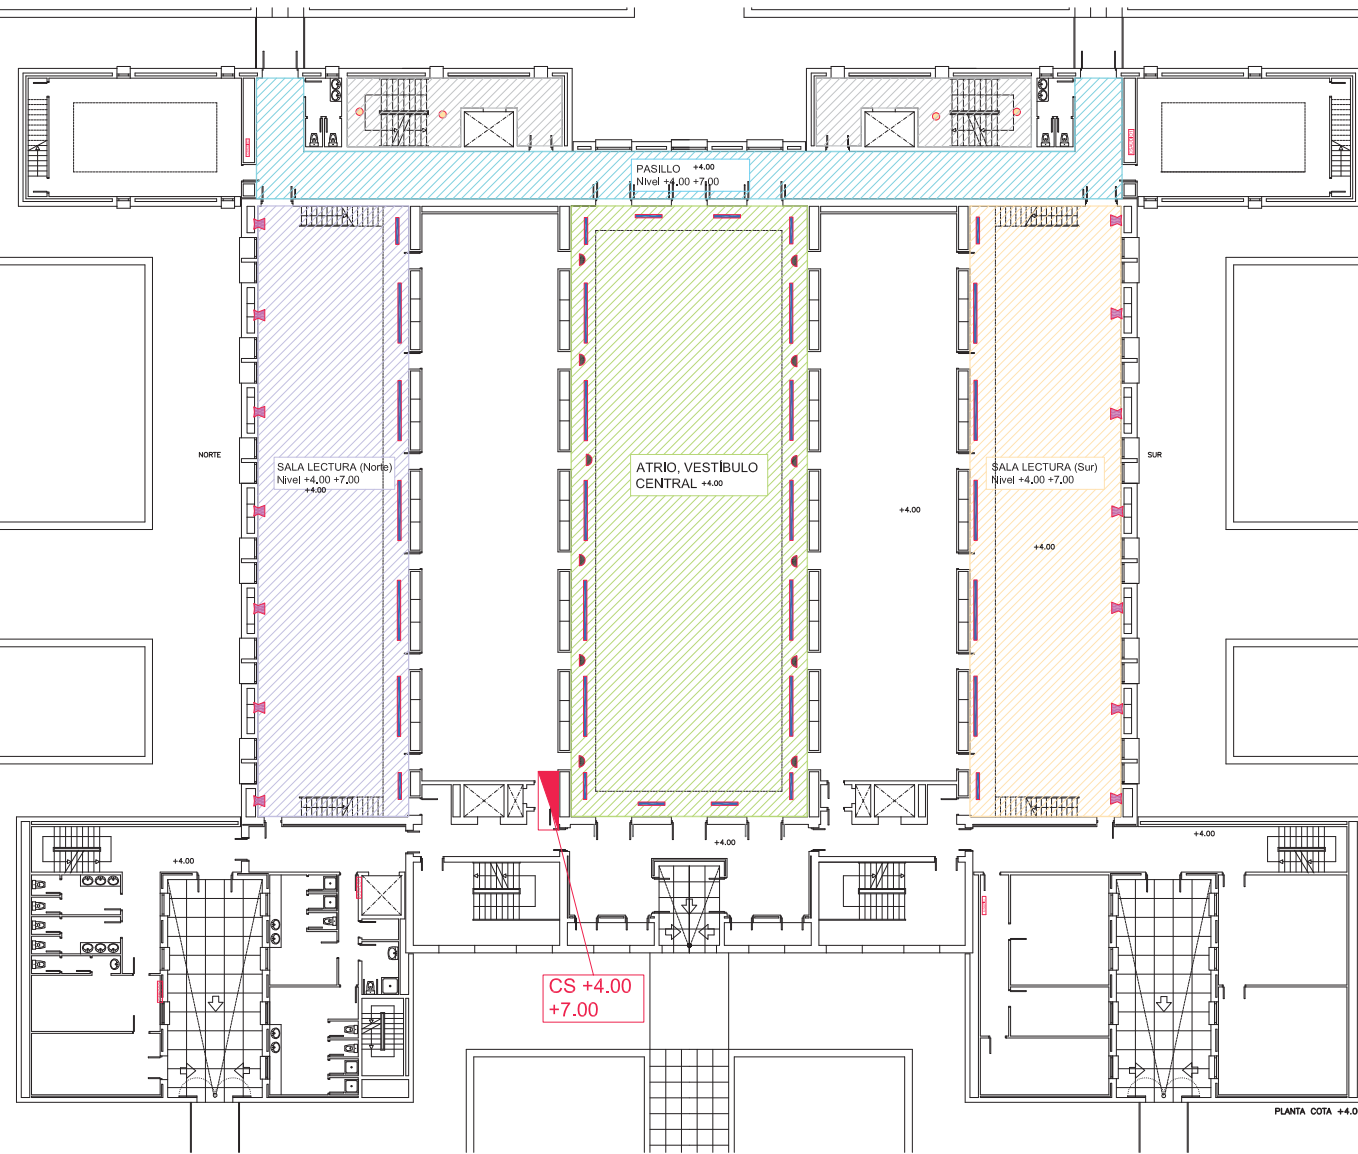 PASILLO +4.00
Nivel +4.00 +7.00
NORTE
SALA LECTURA (Norte)
Nivel +4.00 +7.00
+4.00
ATRIO, VESTÍBULO
CENTRAL +4.00
SALA LECTURA (Sur)
Nivel +4.00 +7.00
SUR
+4.00
+4.00
+4.00
+4.00
+4.00
CS +4.00
+7.00
PLANTA COTA +4.0